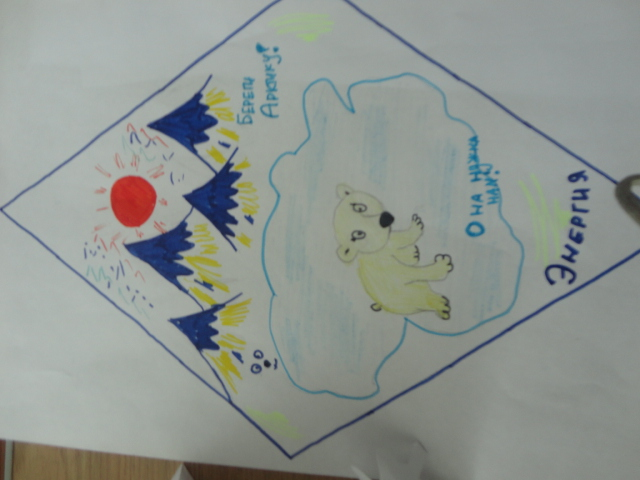 Береги
Арктику!
Она нужна
нам!
Энергия